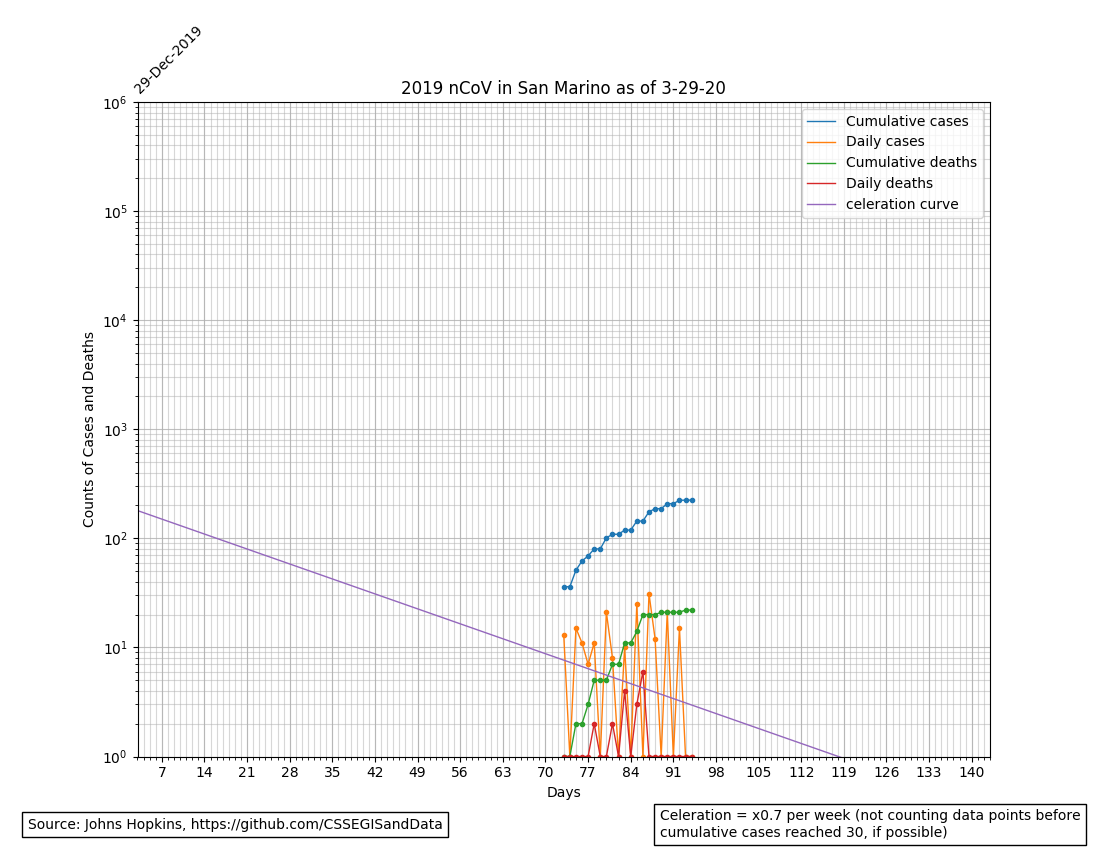 29-Dec-2019
2019 nCoV in San Marino as of 3-29-20
10^6
10^5
10^4
10^3
10^2
10^1
10^0
Counts of Cases and Deaths
Cumulative cases
Daily cases
Cumulative deaths
Daily deaths
celeration curve
7 14 21 28 35 42 49 56 63 70 77 84 91 98 105 112 119 126 133 140
Days
Source: Johns Hopkins, https://github.com/CSSEGISandData
Celeration = x0.7 per week (not counting data points before
cumulative cases reached 30, if possible)